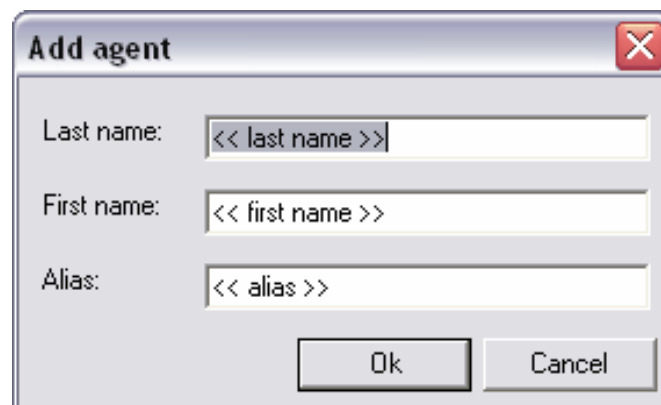 Add agent
Last name: << last name >>
First name: << first name >>
Alias: << alias >>
Ok Cancel